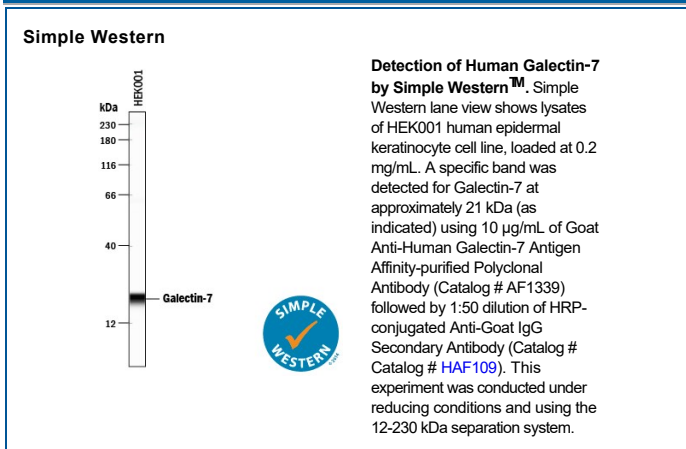 Simple Western
HEK001
kDa
230
180
116
66
40
12
Galectin-7
SIMPLE
WESTERN
©2014
Detection of Human Galectin-7
by Simple Western™. Simple
Western lane view shows lysates
of HEK001 human epidermal
keratinocyte cell line, loaded at 0.2
mg/mL. A specific band was
detected for Galectin-7 at
approximately 21 kDa (as
indicated) using 10 µg/mL of Goat
Anti-Human Galectin-7 Antigen
Affinity-purified Polyclonal
Antibody (Catalog # AF1339)
followed by 1:50 dilution of HRP-
conjugated Anti-Goat IgG
Secondary Antibody (Catalog #
Catalog # HAF109). This
experiment was conducted under
reducing conditions and using the
12-230 kDa separation system.